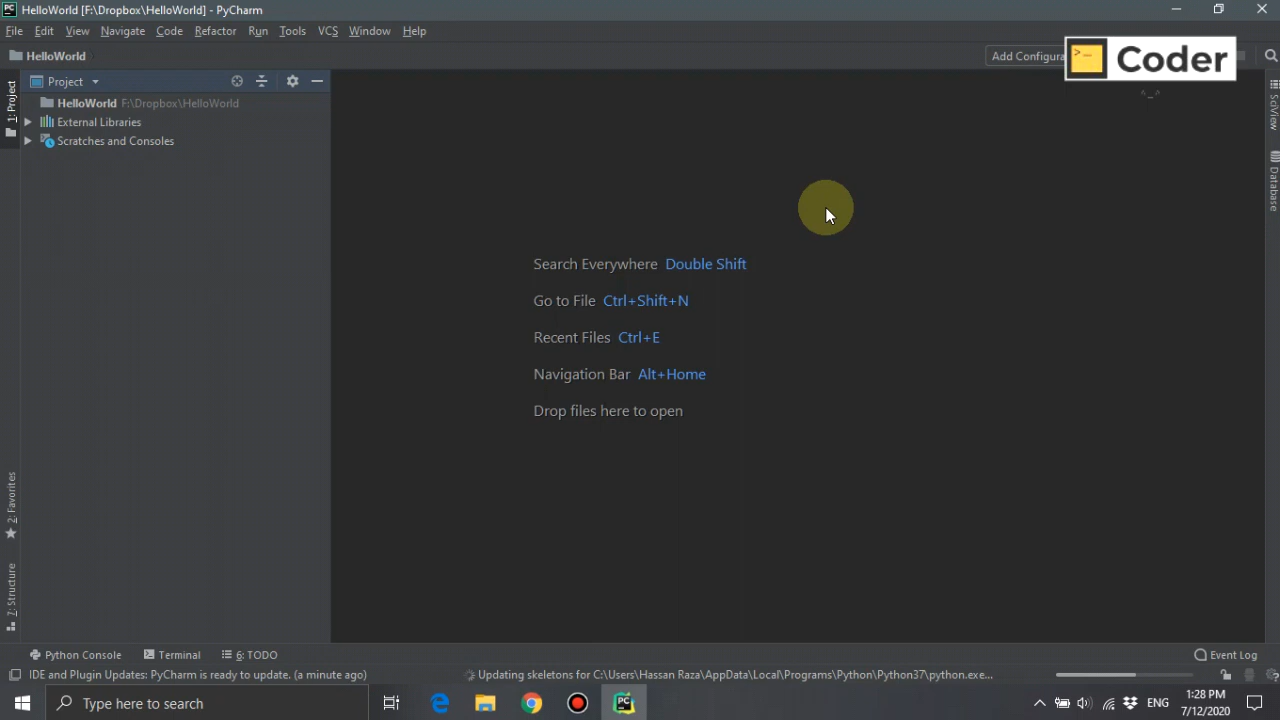 HelloWorld [F:\Dropbox\HelloWorld] - PyCharm
File Edit View Navigate Code Refactor Run Tools VCS Window Help
HelloWorld
Add Configura
>_ Coder
^_^
1: Project
Project
HelloWorld F:\Dropbox\HelloWorld
External Libraries
Scratches and Consoles
SciView
Database
Search Everywhere Double Shift
Go to File Ctrl+Shift+N
Recent Files Ctrl+E
Navigation Bar Alt+Home
Drop files here to open
2: Favorites
7: Structure
Python Console Terminal 6: TODO Event Log
IDE and Plugin Updates: PyCharm is ready to update. (a minute ago) Updating skeletons for C:\Users\Hassan Raza\AppData\Local\Programs\Python\Python37\python.exe...
Type here to search
ENG
1:28 PM
7/12/2020